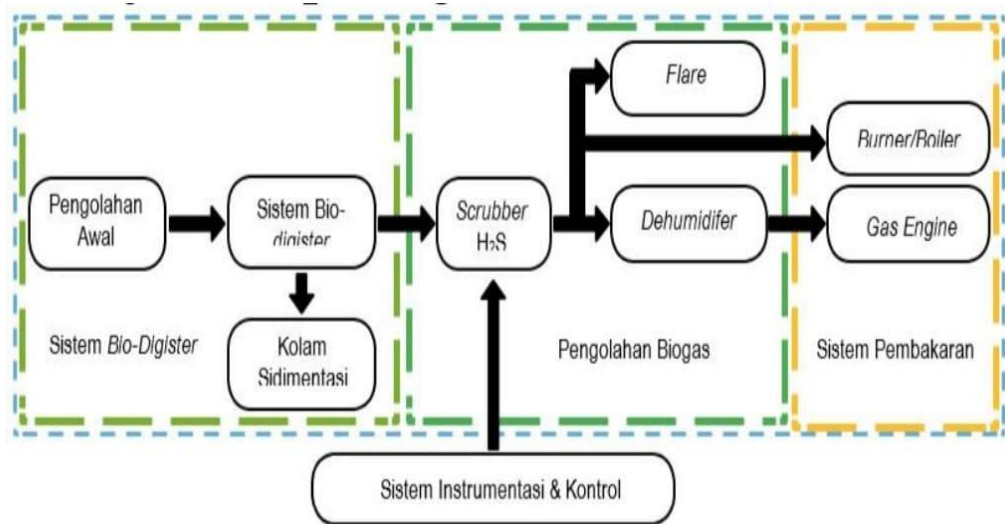 Flare
Burner/Boiler
Pengolahan
Awal
Sistem Bio-
digister
Scrubber
H₂S
Dehumidifer
Gas Engine
Sistem Bio-Digister
Kolam
Sidimentasi
Pengolahan Biogas
Sistem Pembakaran
Sistem Instrumentasi & Kontrol